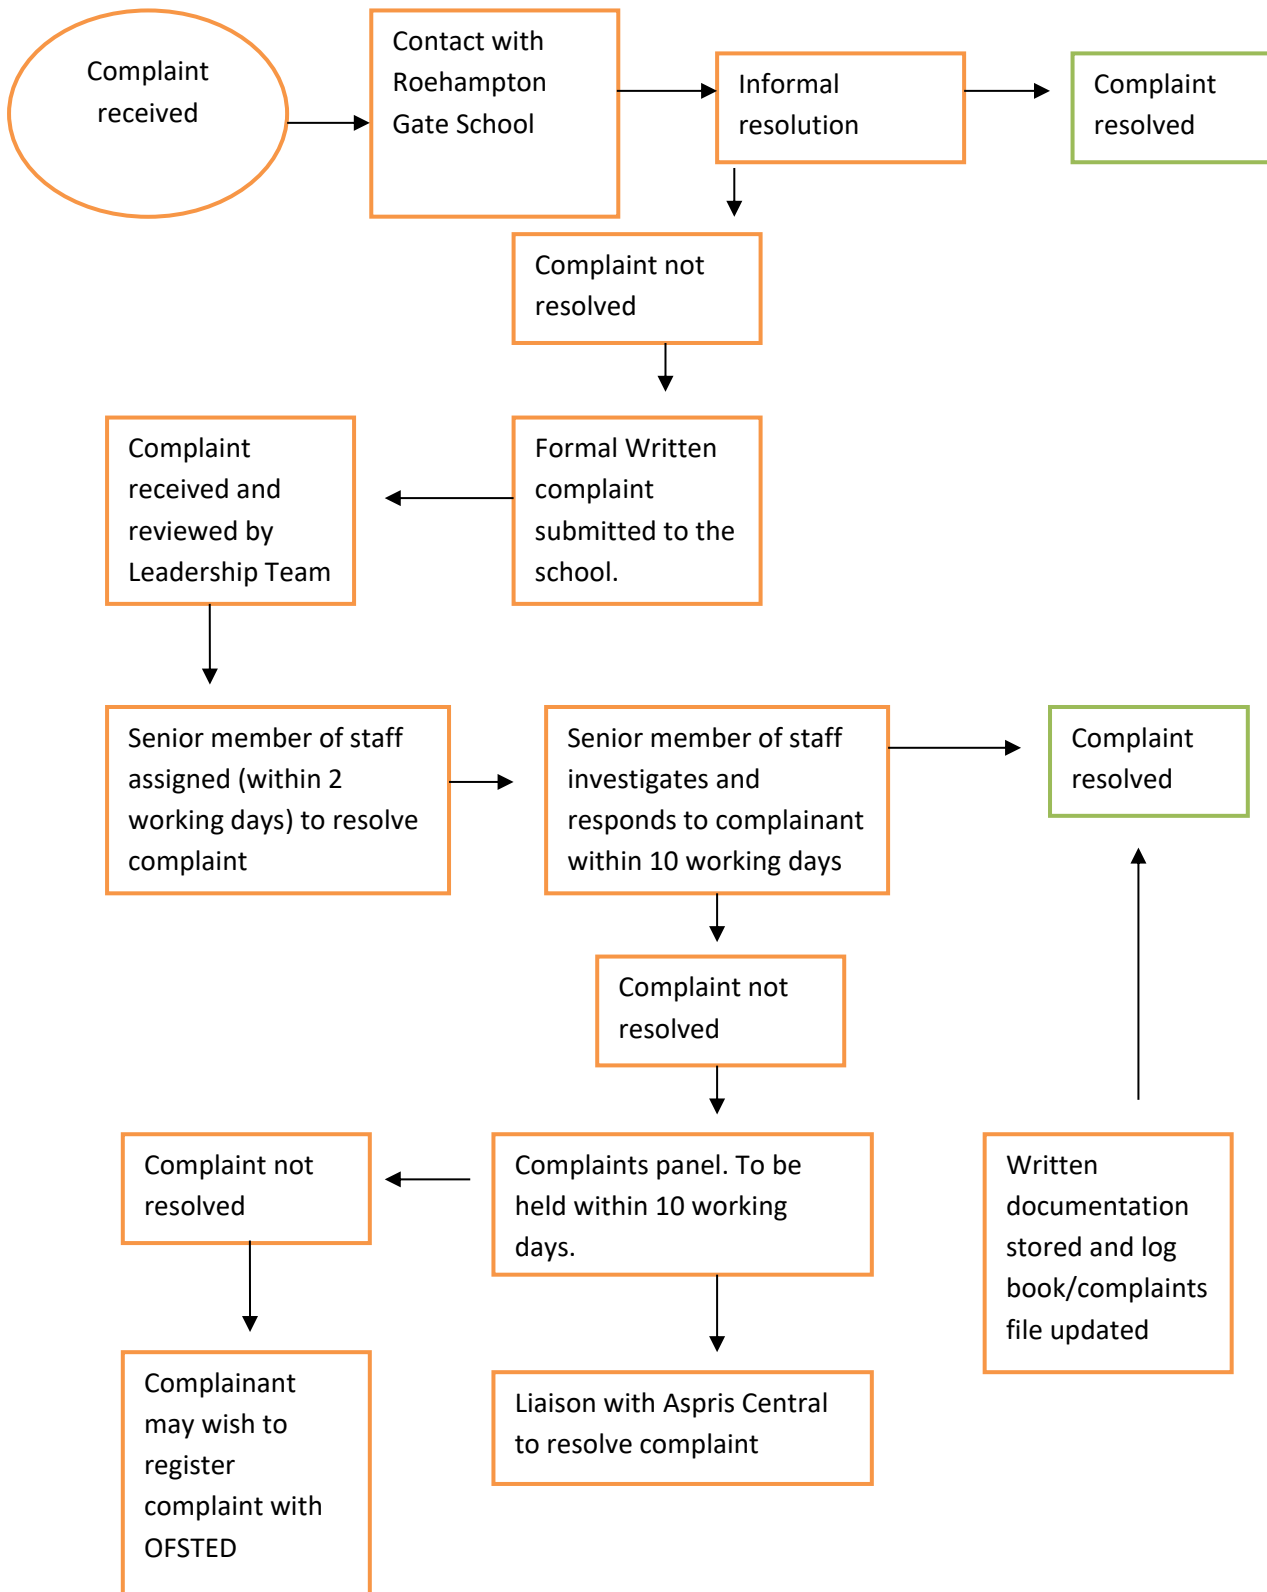 Complaint
received
Contact with
Roehampton
Gate School
Informal
resolution
Complaint
resolved
Complaint not
resolved
Formal Written
complaint
submitted to the
school.
Complaint
received and
reviewed by
Leadership Team
Senior member of staff
assigned (within 2
working days) to resolve
complaint
Senior member of staff
investigates and
responds to complainant
within 10 working days
Complaint
resolved
Complaint not
resolved
Complaints panel. To be
held within 10 working
days.
Complaint not
resolved
Written
documentation
stored and log
book/complaints
file updated
Liaison with Aspris Central
to resolve complaint
Complainant
may wish to
register
complaint with
OFSTED